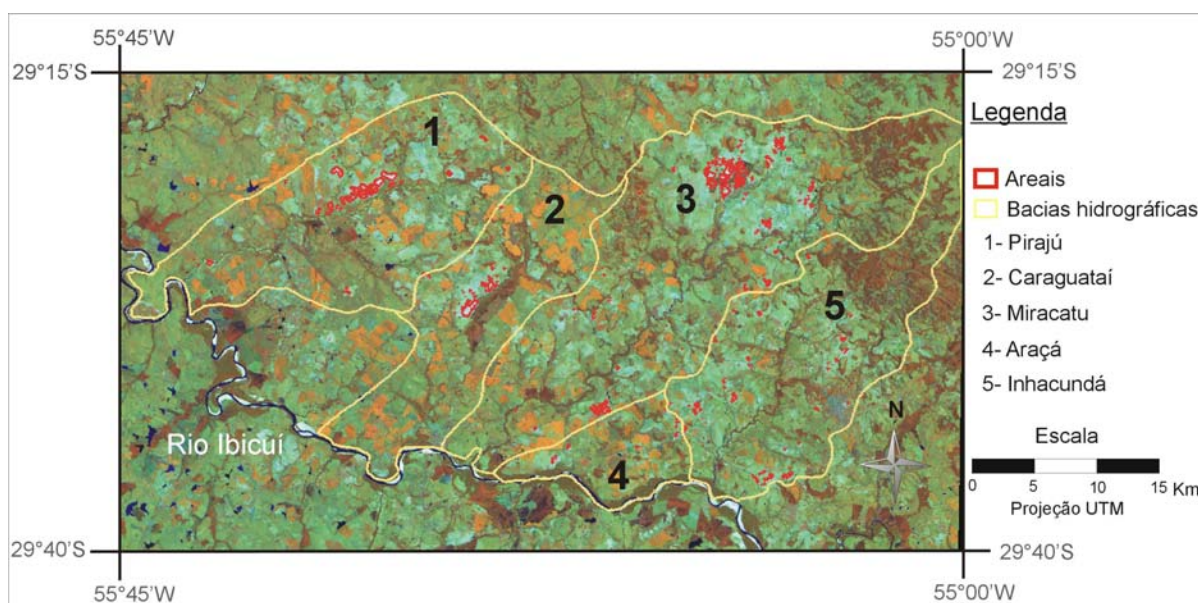 55°45'W
55°00'W
29°15'S
29°15'S
Legenda
Areais
Bacias hidrográficas
1- Pirajú
2- Caraguataí
3- Miracatu
4- Araçá
5- Inhacundá
1
2
3
5
4
Rio Ibicuí
N
Escala
0 5 10 15 Km
Projeção UTM
29°40'S
29°40'S
55°45'W
55°00'W